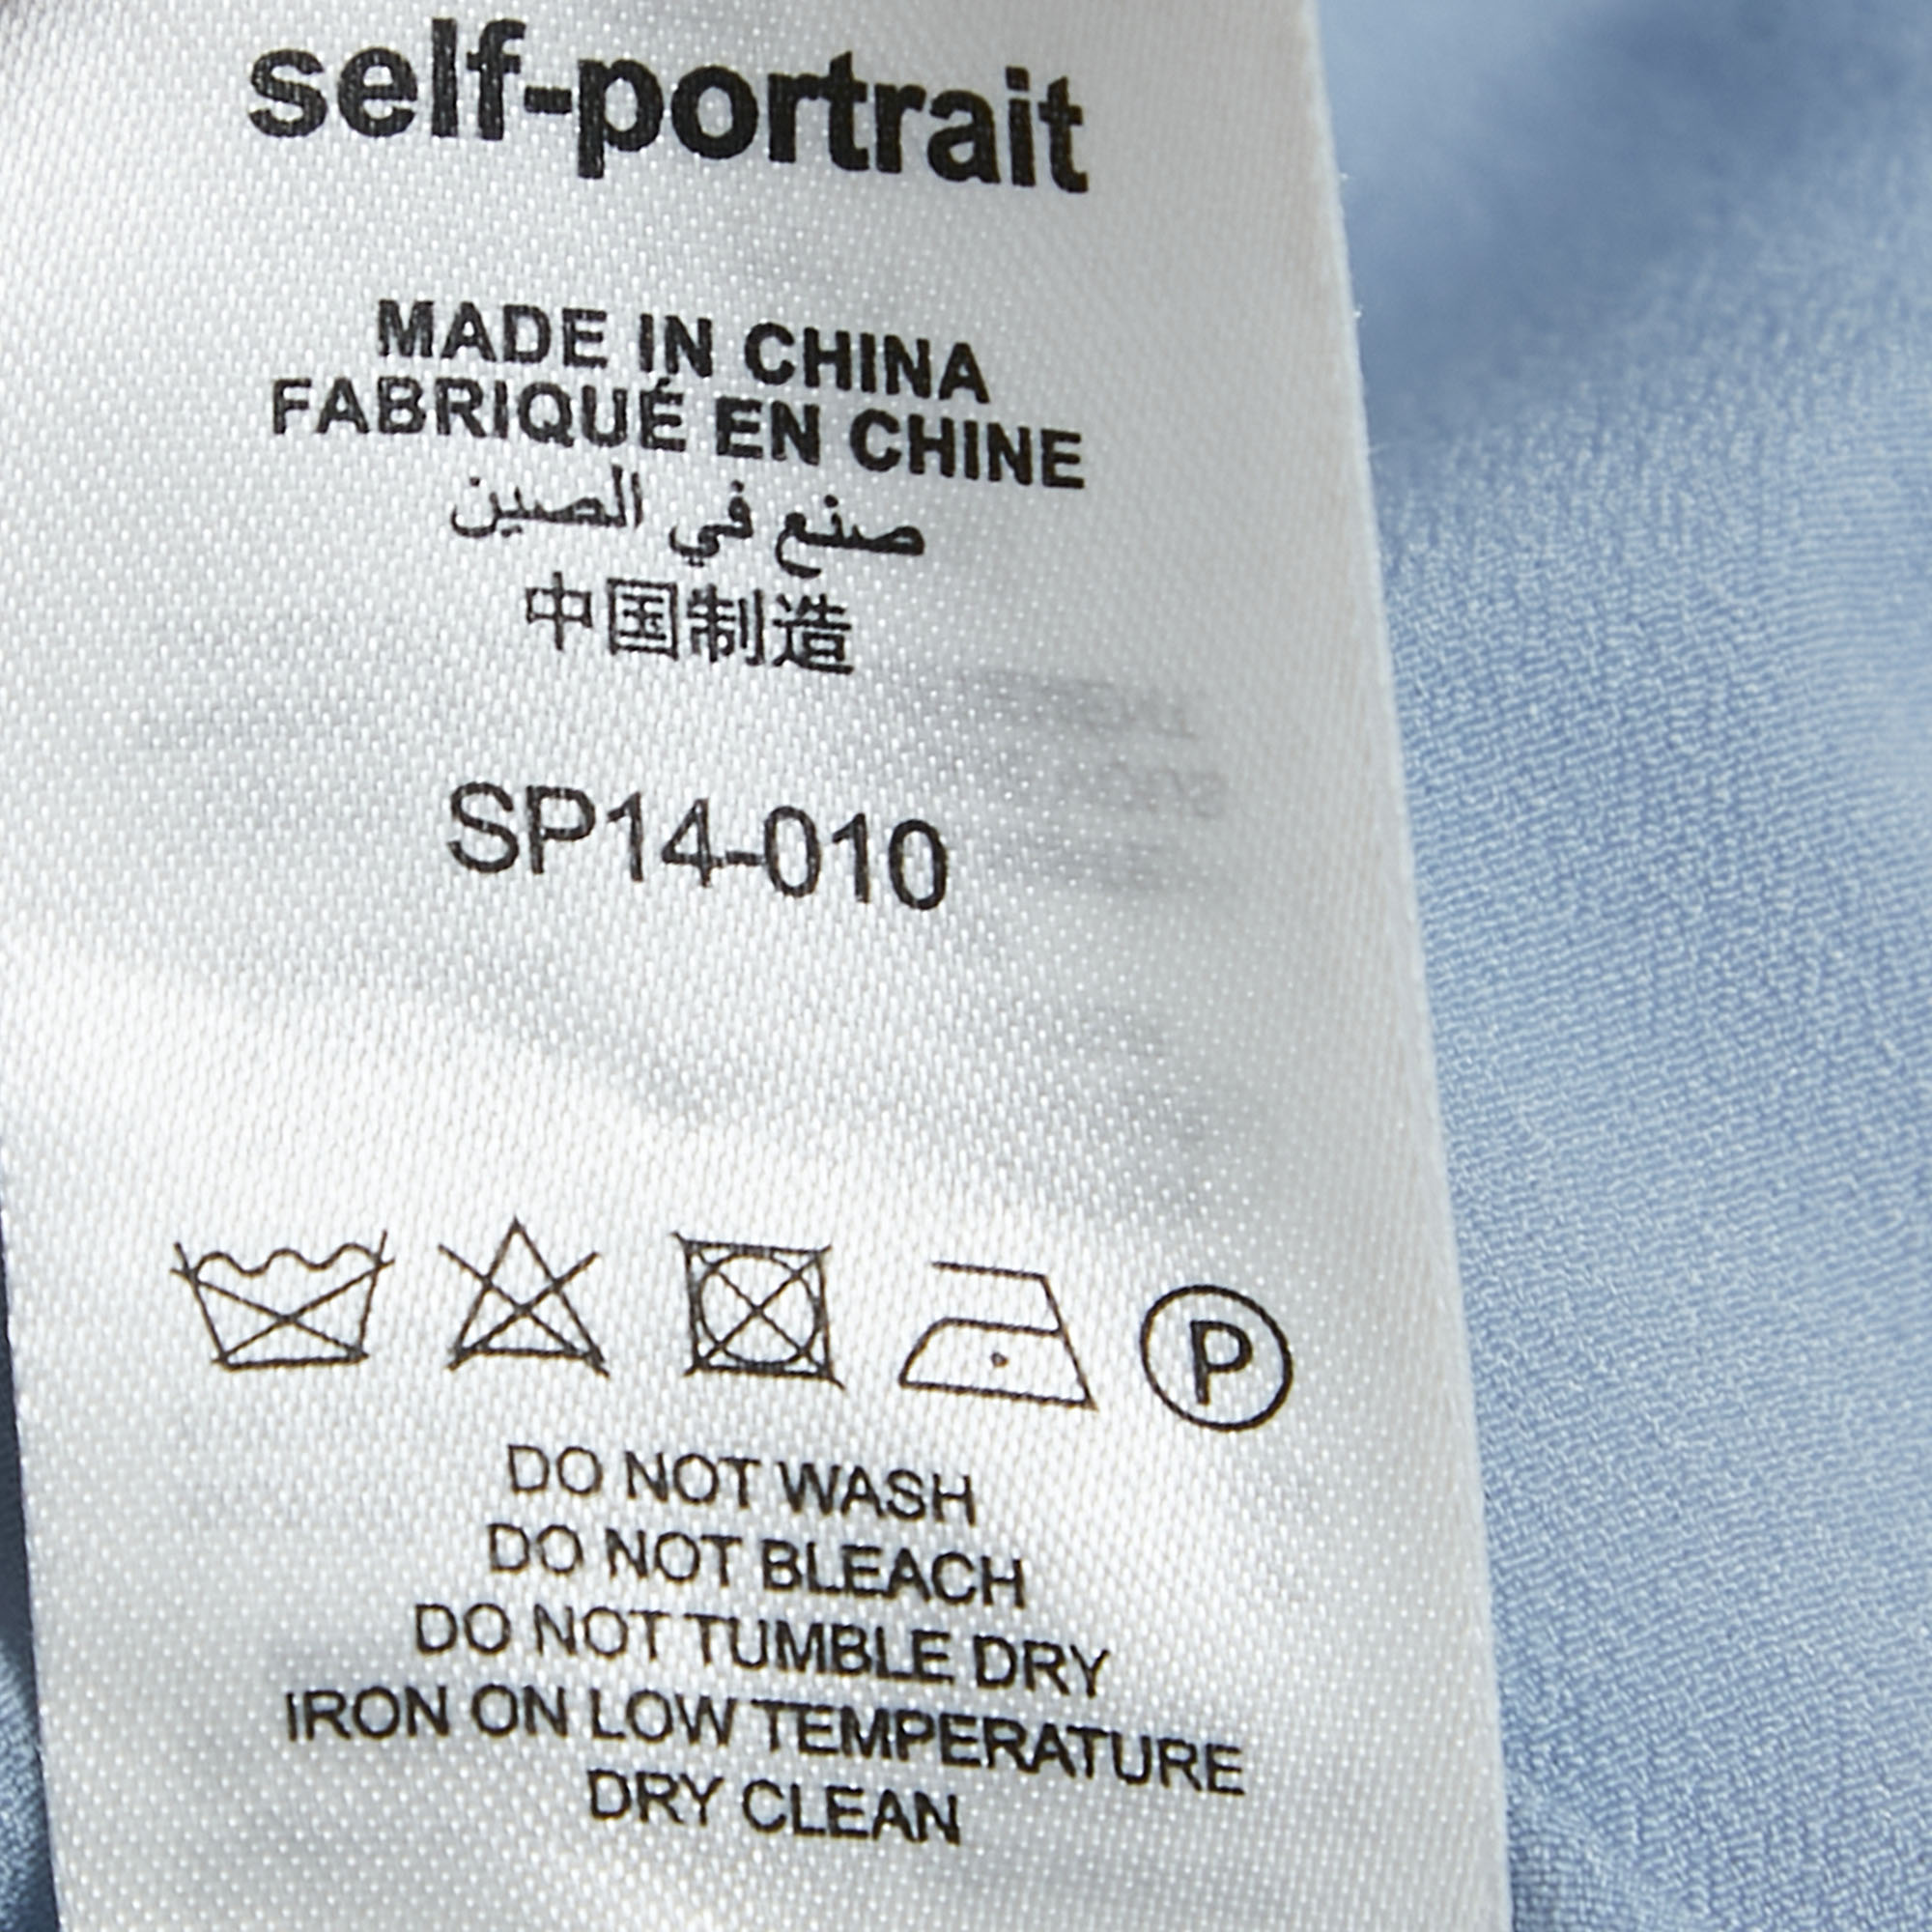 self-portrait
MADE IN CHINA
FABRIQUÉ EN CHINE
صنع في الصين
中国制造
SP14-010
P
DO NOT WASH
DO NOT BLEACH
DO NOT TUMBLE DRY
IRON ON LOW TEMPERATURE
DRY CLEAN